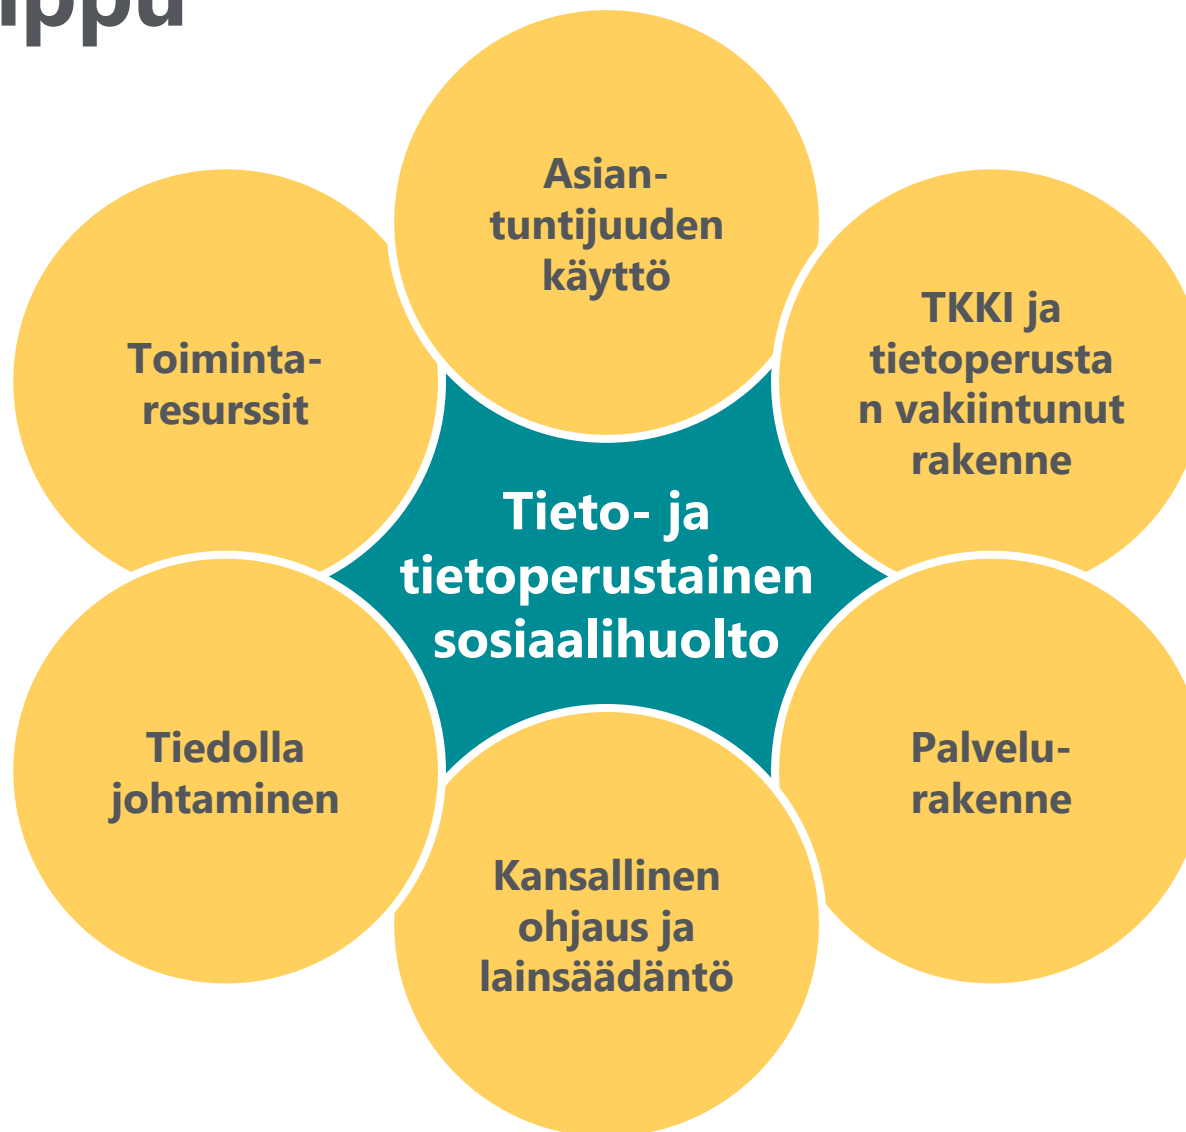 ippu
Asian-
tuntijuuden
käyttö
TKKI ja
tietoperusta
n vakiintunut
rakenne
Toiminta-
resurssit
Tieto- ja
tietoperustainen
sosiaalihuolto
Tiedolla
johtaminen
Palvelu-
rakenne
Kansallinen
ohjaus ja
lainsäädäntö